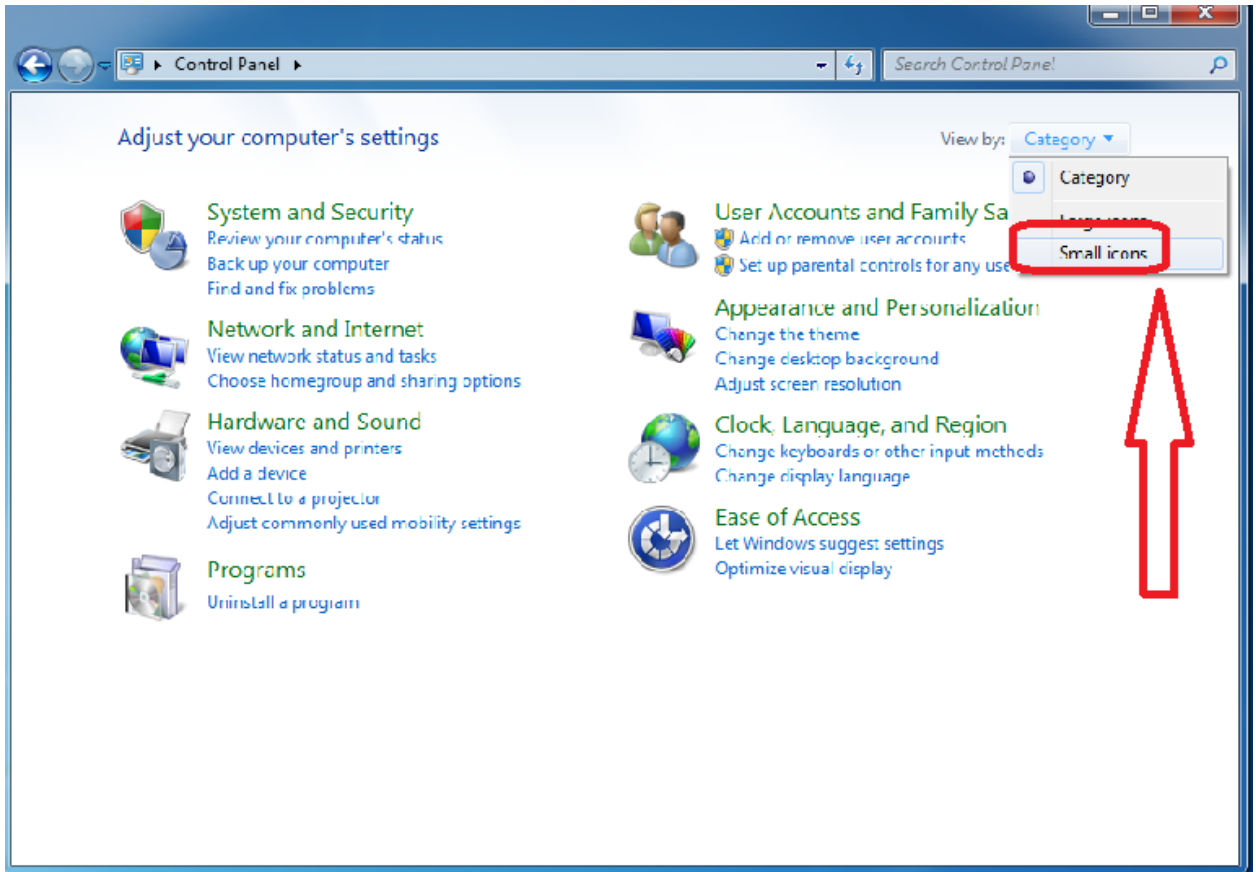 Control Panel
Search Control Panel
Adjust your computer's settings
View by: Category
Category
Large icons
Small icons
System and Security
Review your computer's status
Back up your computer
Find and fix problems
Network and Internet
View network status and tasks
Choose homegroup and sharing options
Hardware and Sound
View devices and printers
Add a device
Connect to a projector
Adjust commonly used mobility settings
Programs
Uninstall a program
User Accounts and Family Sa
Add or remove user accounts
Set up parental controls for any use
Appearance and Personalization
Change the theme
Change desktop background
Adjust screen resolution
Clock, Language, and Region
Change keyboards or other input methods
Change display language
Ease of Access
Let Windows suggest settings
Optimize visual display